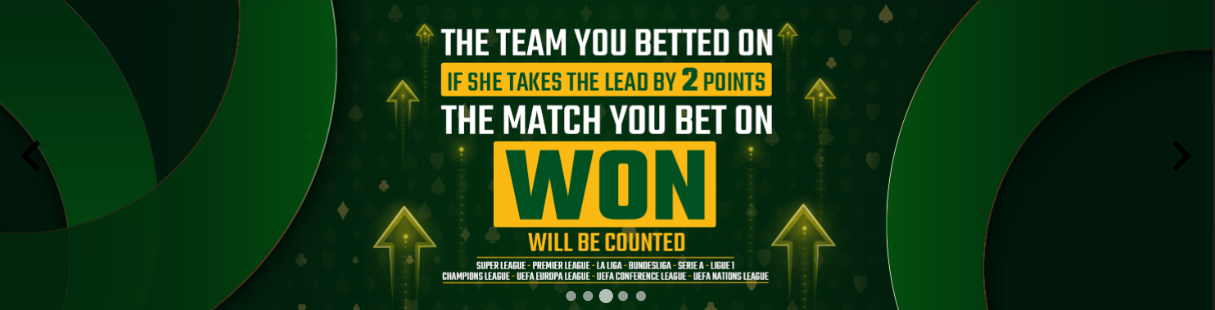 THE TEAM YOU BETTED ON
IF SHE TAKES THE LEAD BY 2 POINTS
THE MATCH YOU BET ON
WON
WILL BE COUNTED
SUPER LEAGUE - PREMIER LEAGUE - LA LIGA - BUNDESLIGA - SERIE A - LIGUE 1
CHAMPIONS LEAGUE - UEFA EUROPA LEAGUE - UEFA CONFERENCE LEAGUE - UEFA NATIONS LEAGUE